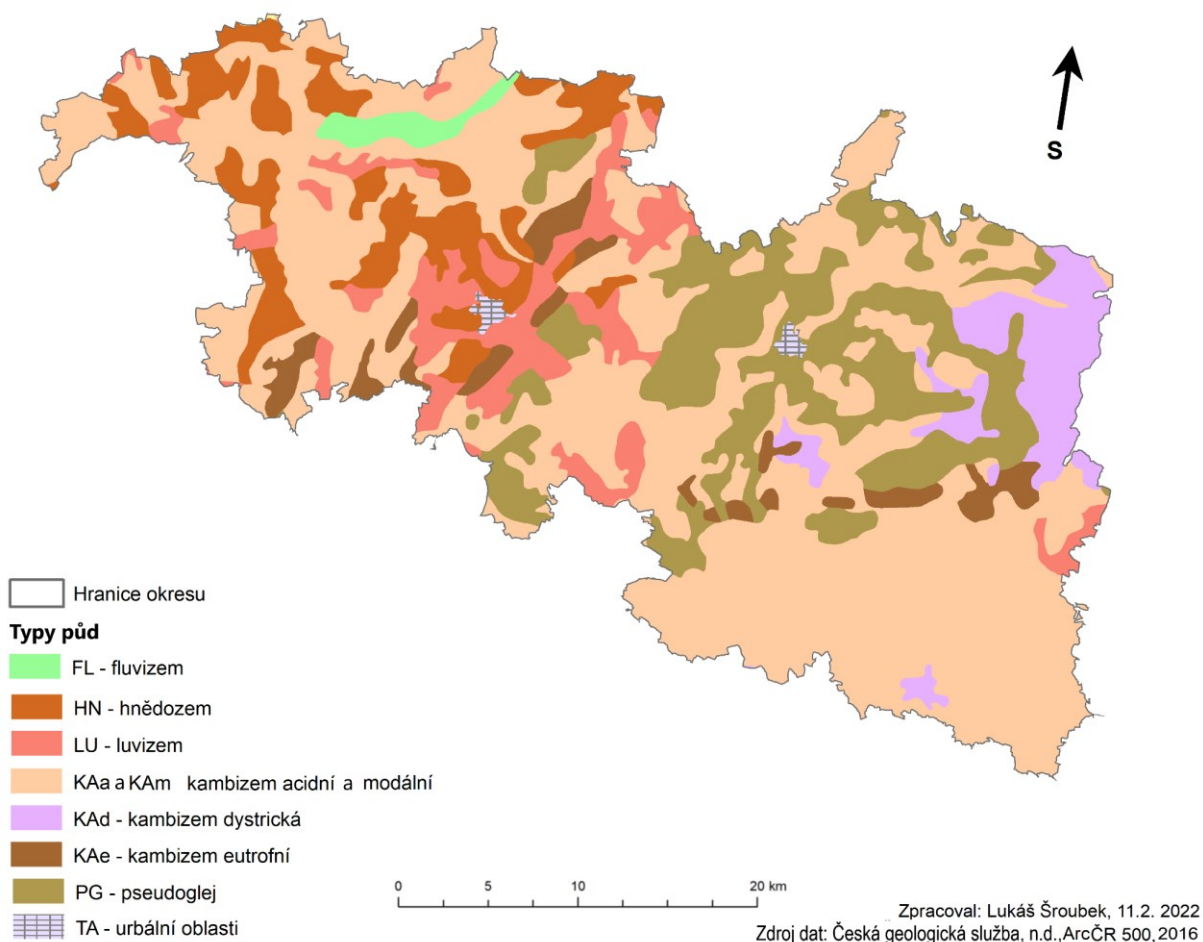 S
Hranice okresu
Typy půd
FL - fluvizem
HN - hnědozem
LU - luvizem
KAa a KAm kambizem acidní a modální
KAd - kambizem dystrická
KAe - kambizem eutrofní
PG - pseudoglej
TA - urbální oblasti
0 5 10 20 km
Zpracoval: Lukáš Šroubek, 11.2. 2022
Zdroj dat: Česká geologická služba, n.d.,ArcČR 500, 2016